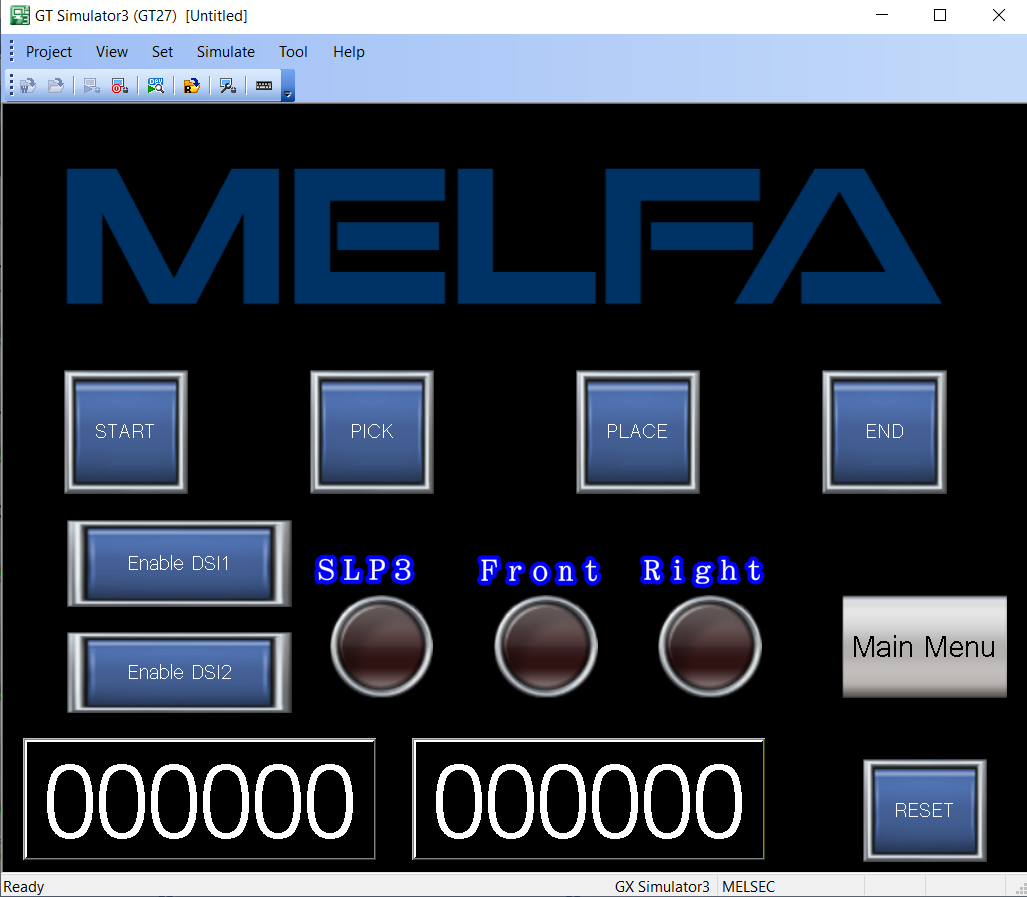 GT Simulator3 (GT27) [Untitled]
Project View Set Simulate Tool Help
MELFA
START PICK PLACE END
Enable DSI1
SLP3 Front Right
Enable DSI2
Main Menu
000000 000000
RESET
Ready GX Simulator3 MELSEC